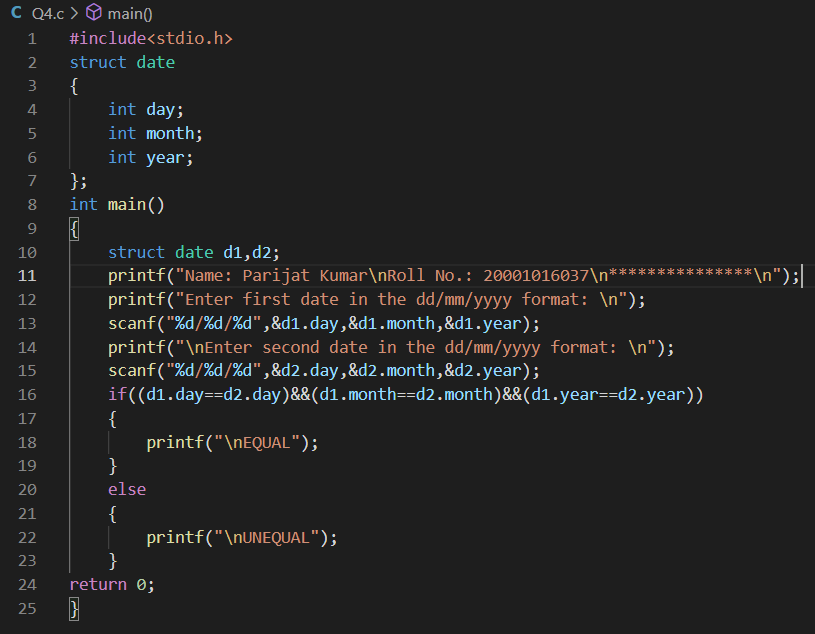 C Q4.c > main()
1 #include<stdio.h>
2 struct date
3 {
4     int day;
5     int month;
6     int year;
7 };
8 int main()
9 {
10     struct date d1,d2;
11     printf("Name: Parijat Kumar\nRoll No.: 20001016037\n***************\n");
12     printf("Enter first date in the dd/mm/yyyy format: \n");
13     scanf("%d/%d/%d",&d1.day,&d1.month,&d1.year);
14     printf("\nEnter second date in the dd/mm/yyyy format: \n");
15     scanf("%d/%d/%d",&d2.day,&d2.month,&d2.year);
16     if((d1.day==d2.day)&&(d1.month==d2.month)&&(d1.year==d2.year))
17     {
18         printf("\nEQUAL");
19     }
20     else
21     {
22         printf("\nUNEQUAL");
23     }
24 return 0;
25 }